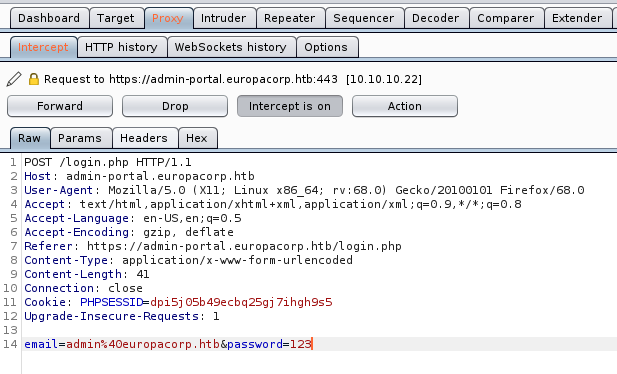 Dashboard Target Proxy Intruder Repeater Sequencer Decoder Comparer Extender
Intercept HTTP history WebSockets history Options
Request to https://admin-portal.europacorp.htb:443 [10.10.10.22]
Forward Drop Intercept is on Action
Raw Params Headers Hex
1 POST /login.php HTTP/1.1
2 Host: admin-portal.europacorp.htb
3 User-Agent: Mozilla/5.0 (X11; Linux x86_64; rv:68.0) Gecko/20100101 Firefox/68.0
4 Accept: text/html,application/xhtml+xml,application/xml;q=0.9,*/*;q=0.8
5 Accept-Language: en-US,en;q=0.5
6 Accept-Encoding: gzip, deflate
7 Referer: https://admin-portal.europacorp.htb/login.php
8 Content-Type: application/x-www-form-urlencoded
9 Content-Length: 41
10 Connection: close
11 Cookie: PHPSESSID=dpi5j05b49ecbq25gj7ihgh9s5
12 Upgrade-Insecure-Requests: 1
13
14 email=admin%40europacorp.htb&password=123